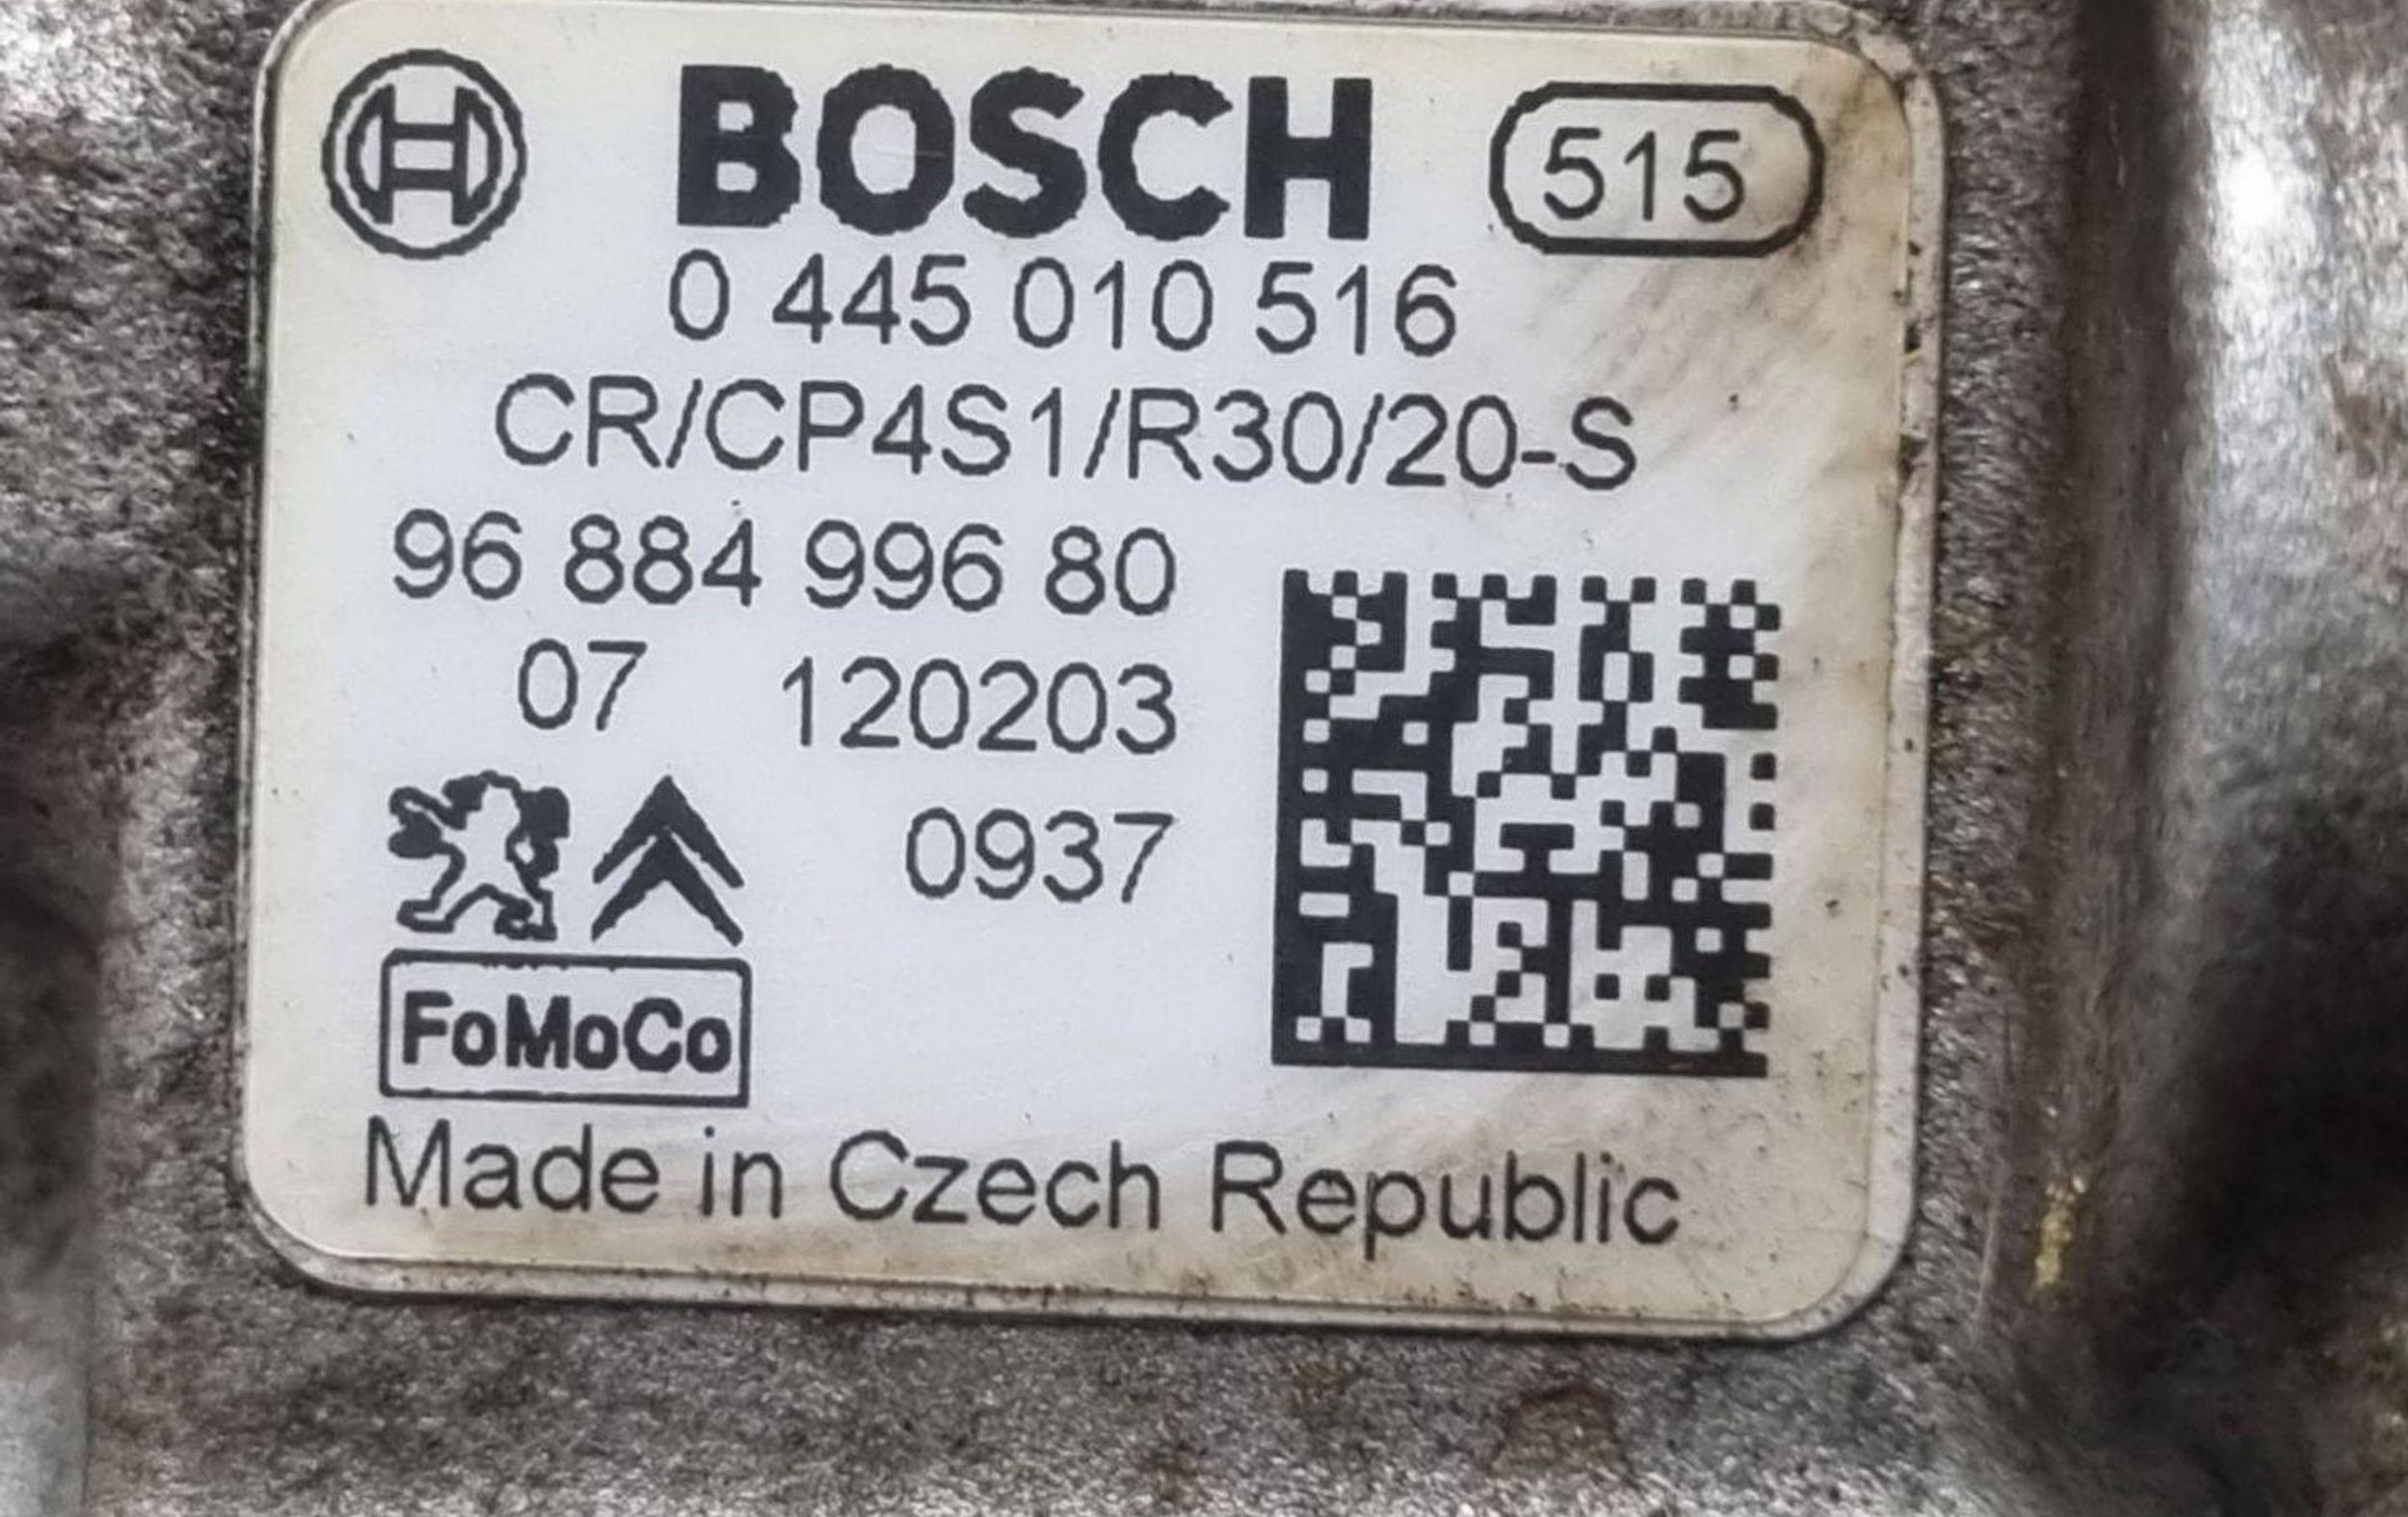 BOSCH 515
0 445 010 516
CR/CP4S1/R30/20-S
96 884 996 80
07 120203
0937
FoMoCo
Made in Czech Republic